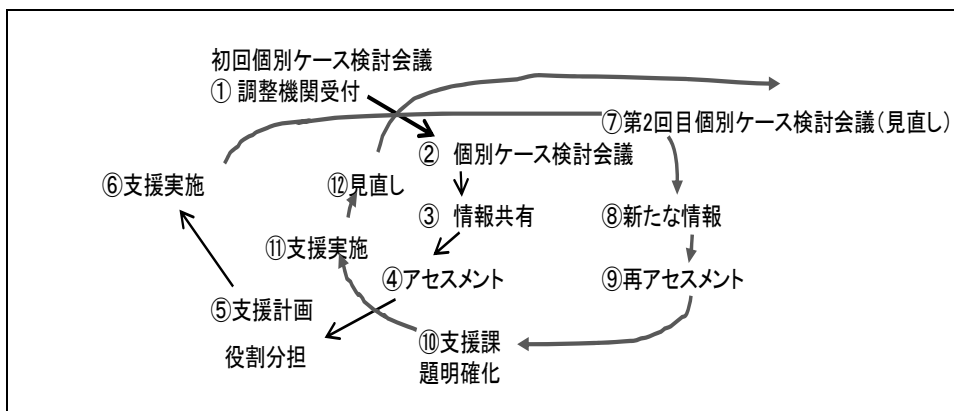 初回個別ケース検討会議
① 調整機関受付
② 個別ケース検討会議
③ 情報共有
④アセスメント
⑤支援計画
役割分担
⑥支援実施
⑦第2回目個別ケース検討会議(見直し)
⑧新たな情報
⑨再アセスメント
⑩支援課
題明確化
⑪支援実施
⑫見直し